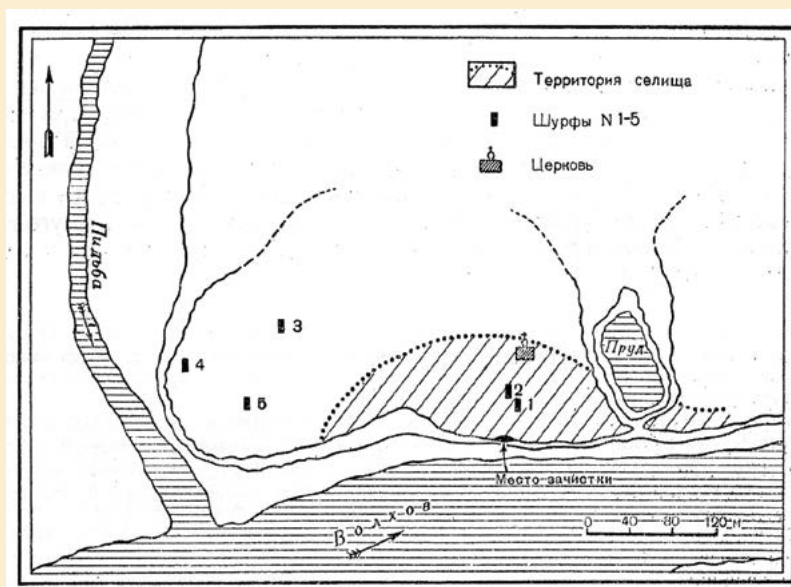 Территория селища
Шурфы N 1-5
Церковь
Пидьба
3
4
5
2
1
Пруд
Место зачистки
Волхов
0 40 80 120 м